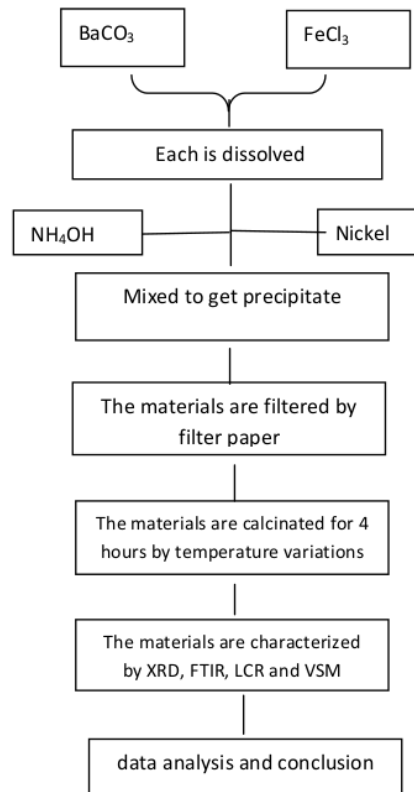 BaCO₃
FeCl₃
Each is dissolved
NH₄OH
Nickel
Mixed to get precipitate
The materials are filtered by
filter paper
The materials are calcinated for 4
hours by temperature variations
The materials are characterized
by XRD, FTIR, LCR and VSM
data analysis and conclusion